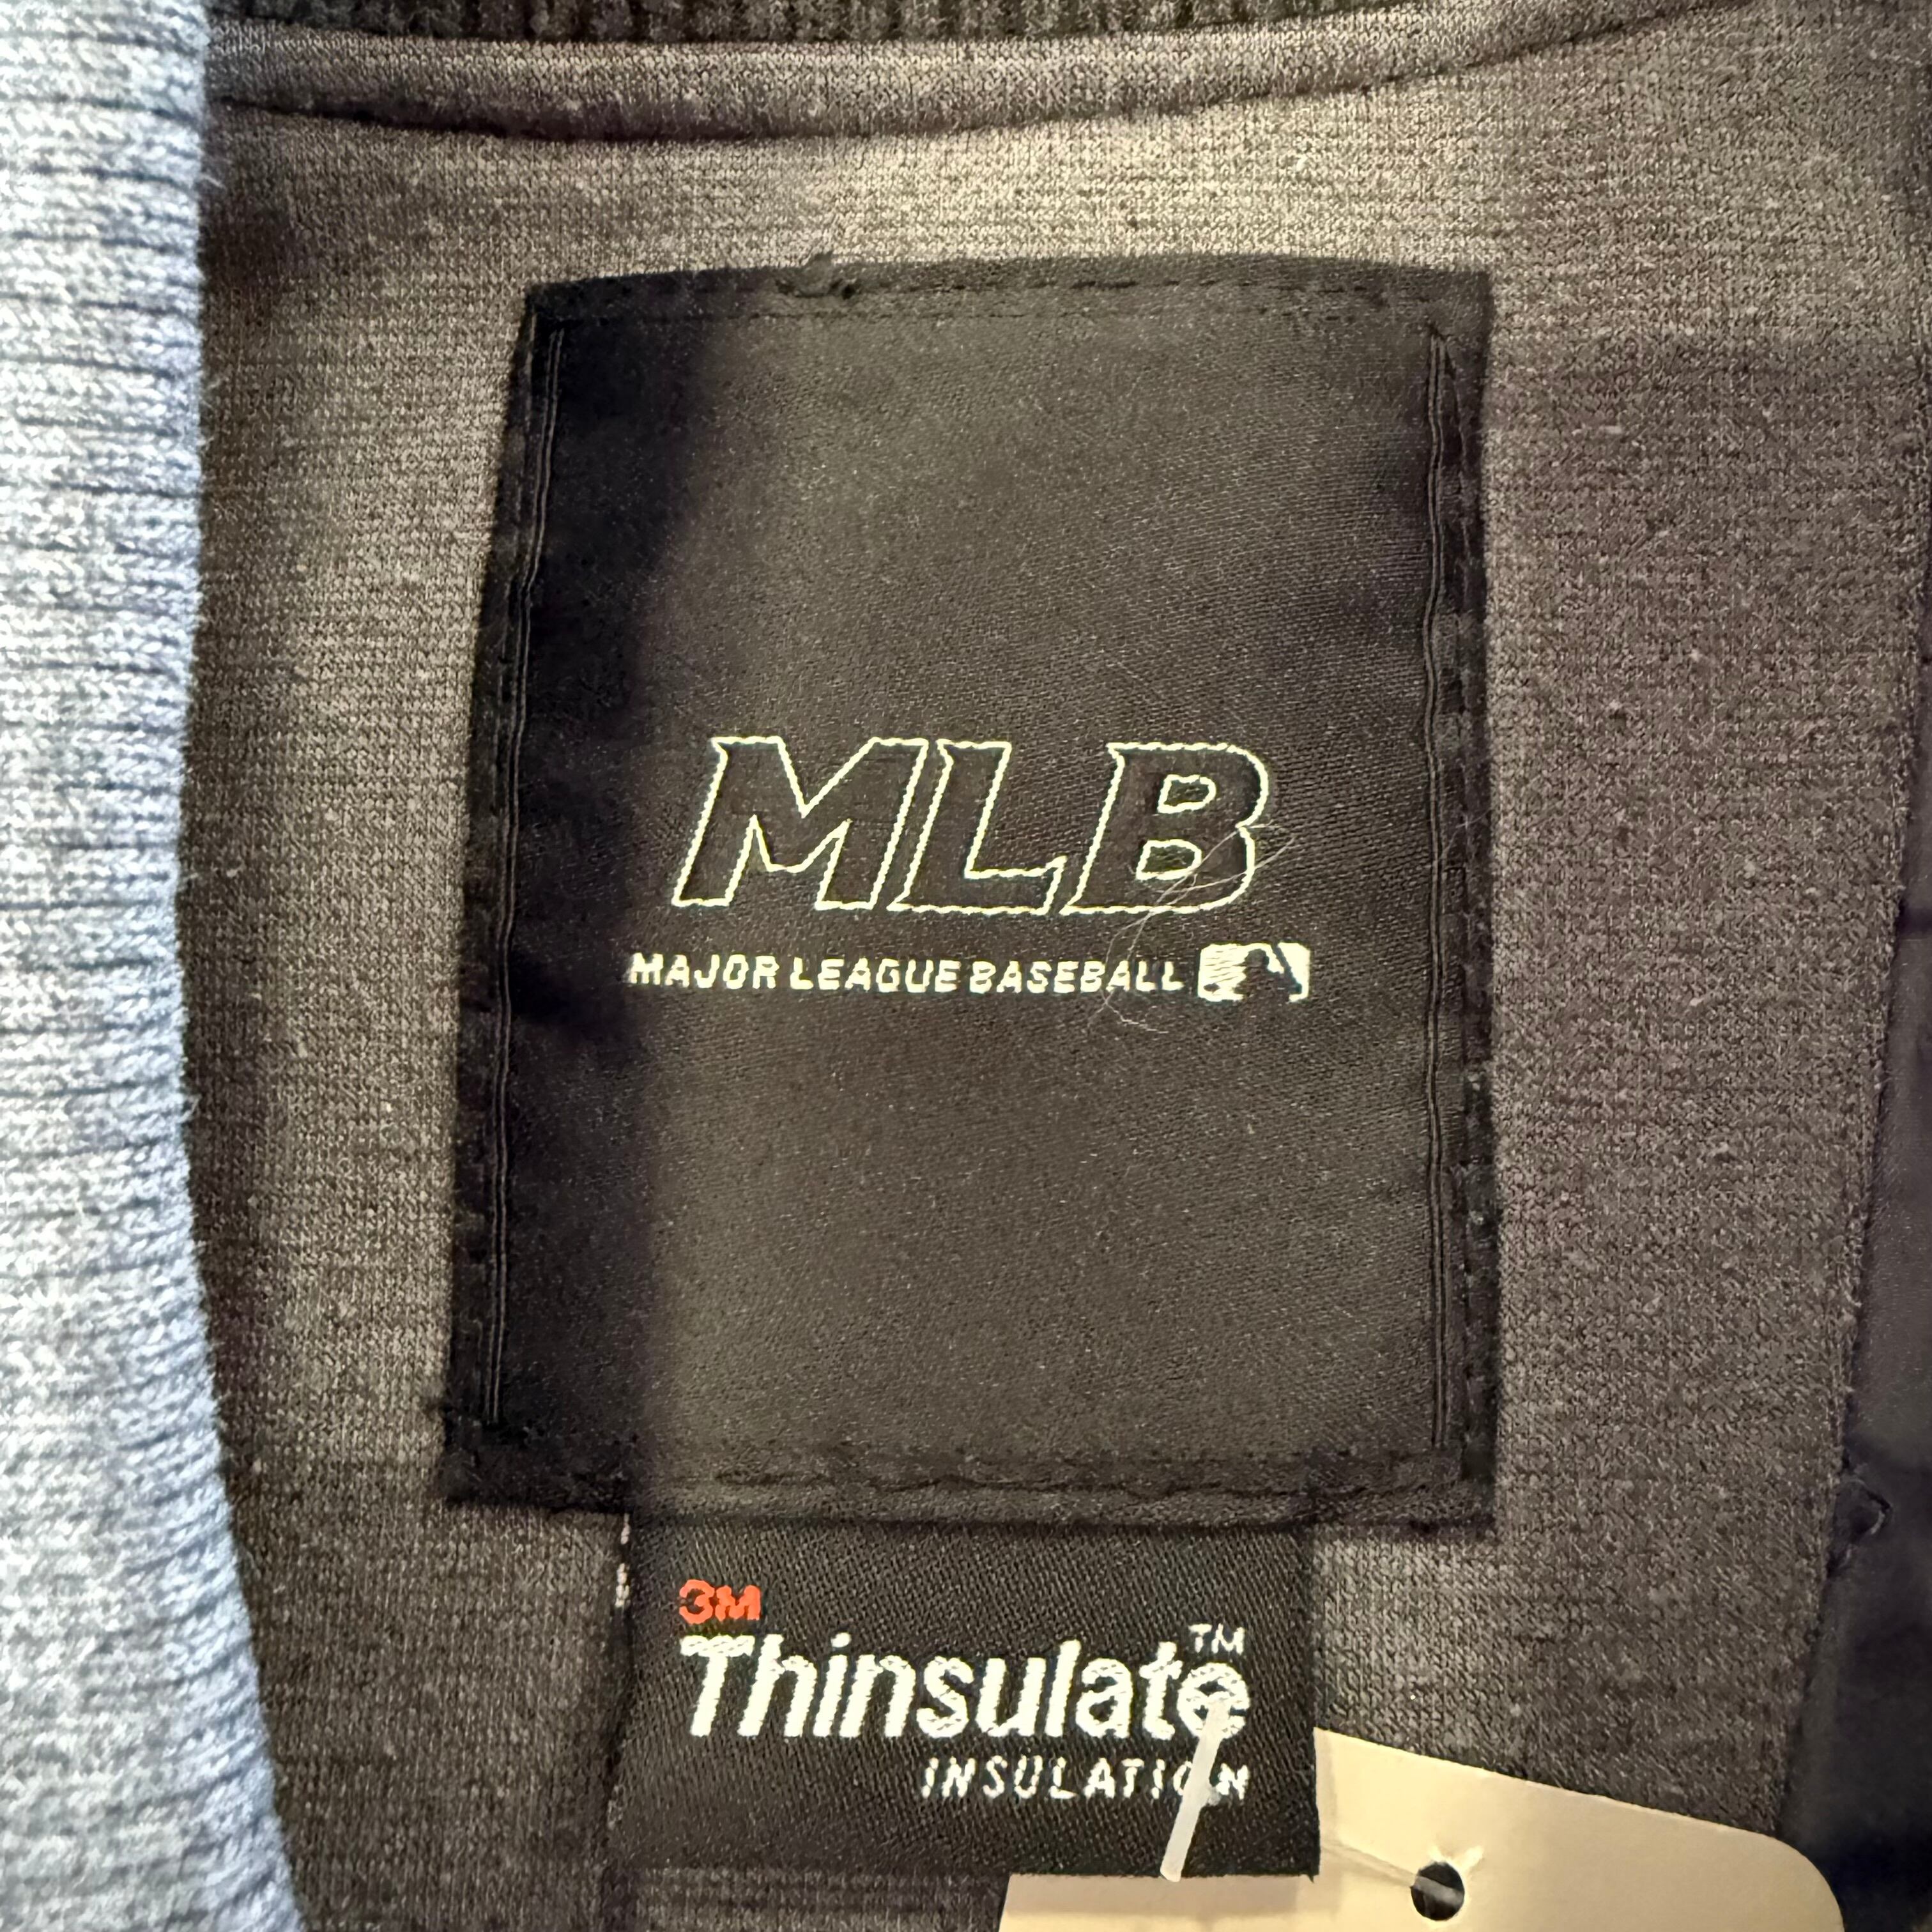 MLB
MAJOR LEAGUE BASEBALL
3M
Thinsulate™
INSULATION